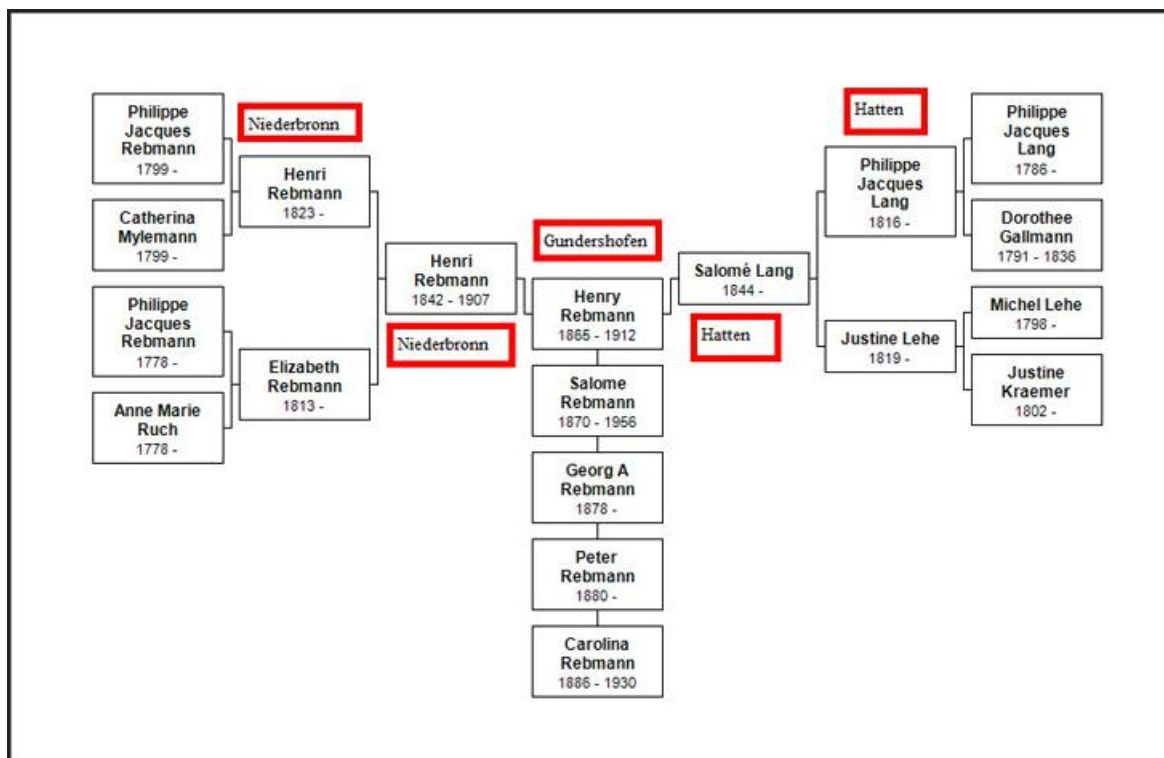 Philippe
Jacques
Rebmann
1799 -
Niederbronn
Henri
Rebmann
1823 -
Catherina
Mylemann
1799 -
Philippe
Jacques
Rebmann
1778 -
Elizabeth
Rebmann
1813 -
Anne Marie
Ruch
1778 -
Henri
Rebmann
1842 - 1907
Niederbronn
Gundershofen
Henry
Rebmann
1865 - 1912
Salome
Rebmann
1870 - 1956
Georg A
Rebmann
1878 -
Peter
Rebmann
1880 -
Carolina
Rebmann
1886 - 1930
Salomé Lang
1844 -
Hatten
Hatten
Philippe
Jacques
Lang
1816 -
Justine Lehe
1819 -
Philippe
Jacques
Lang
1786 -
Dorothee
Gallmann
1791 - 1836
Michel Lehe
1798 -
Justine
Kraemer
1802 -